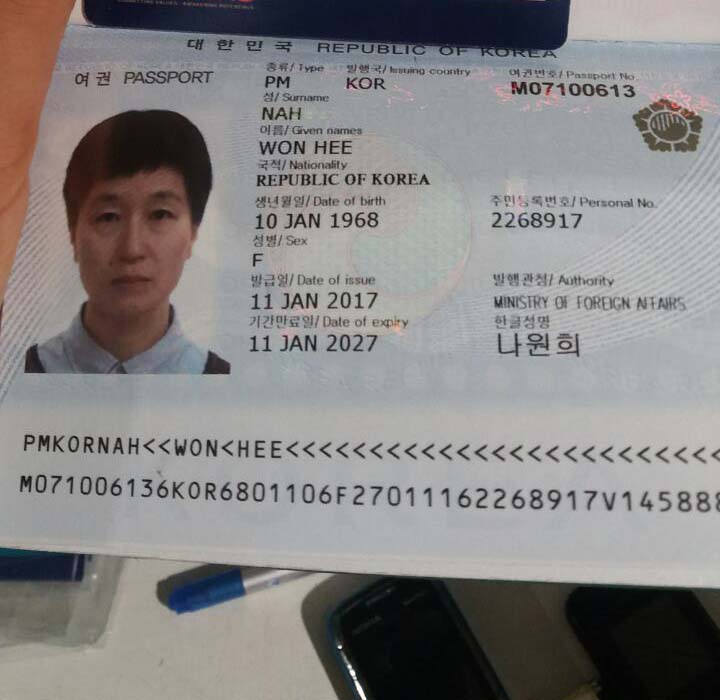 대한민국 REPUBLIC OF KOREA
여권 PASSPORT
종류/ Type 발행국/ Issuing country 여권번호/ Passport No.
PM KOR M07100613
성/ Surname
NAH
이름/ Given names
WON HEE
국적/ Nationality
REPUBLIC OF KOREA
생년월일/ Date of birth 주민등록번호/ Personal No.
10 JAN 1968 2268917
성별/ Sex
F
발급일/ Date of issue 발행관청/ Authority
11 JAN 2017 MINISTRY OF FOREIGN AFFAIRS
기간만료일/ Date of expiry 한글성명
11 JAN 2027 나원희
PMKORNAH<<WON<HEE<<<<<<<<<<<<<<<<<<<<<<<<<
M071006136KOR6801106F27011162268917V145888